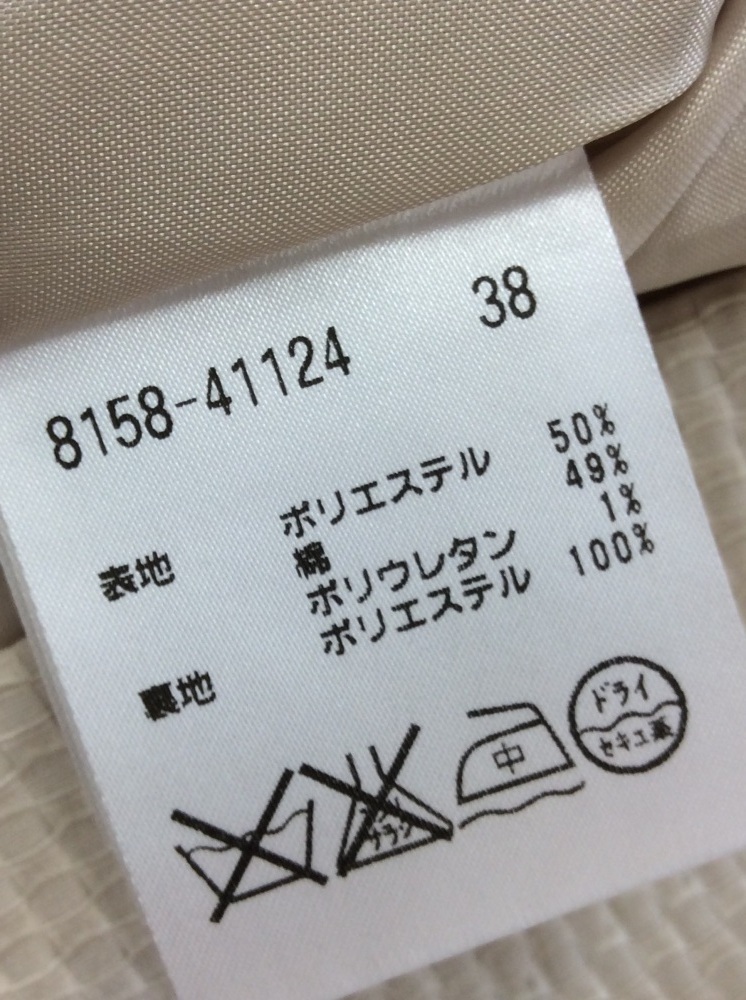 8158-41124 38
表地 ポリエステル 50%
綿 49%
ポリウレタン 1%
裏地 ポリエステル 100%
中
ドライ
セキユ系